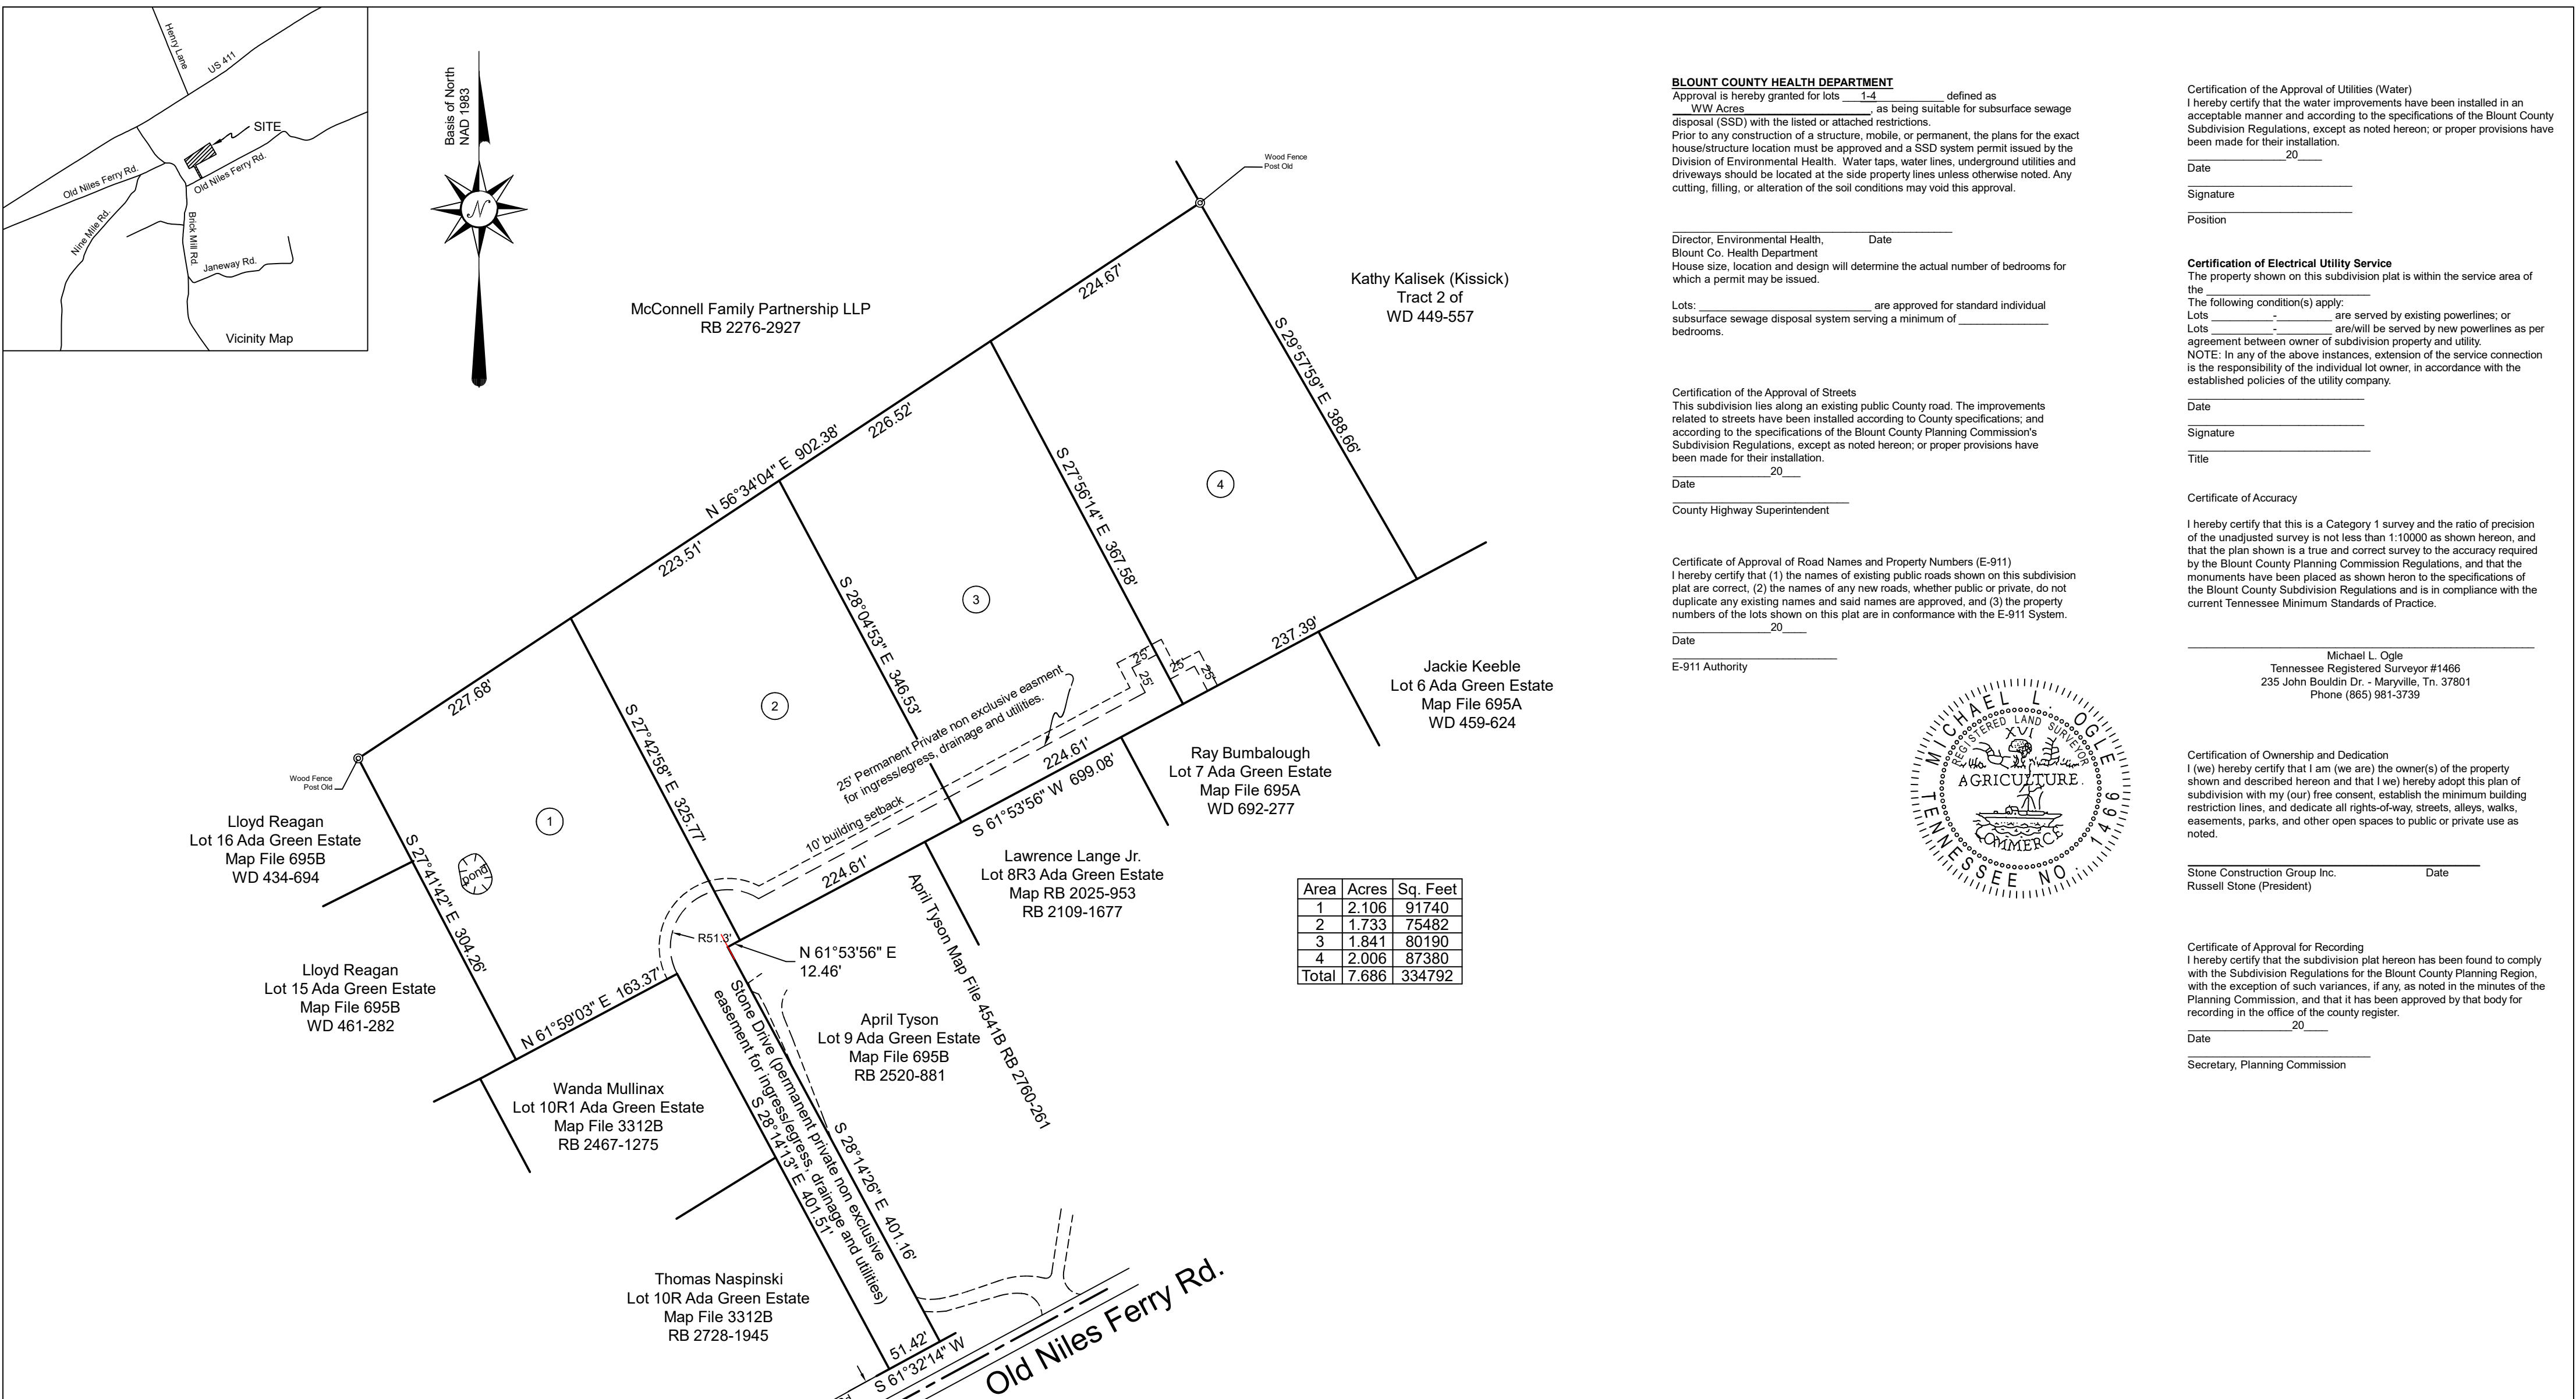 Henry Lane
US 411
SITE
Old Niles Ferry Rd.
Old Niles Ferry Rd.
Nine Mile Rd.
Brick Mill Rd.
Janeway Rd.
Vicinity Map
Basis of North
NAD 1983
N
McConnell Family Partnership LLP
RB 2276-2927
Wood Fence
Post Old
Kathy Kalisek (Kissick)
Tract 2 of
WD 449-557
224.67'
226.52'
N 56°34'04" E 902.38'
223.51'
227.68'
S 29°57'59" E 388.66'
S 27°56'14" E 367.58'
S 28°04'53" E 346.53'
S 27°42'58" E 325.77'
S 27°41'42" E 304.26'
4
3
2
1
pond
Wood Fence
Post Old
Lloyd Reagan
Lot 16 Ada Green Estate
Map File 695B
WD 434-694
Lloyd Reagan
Lot 15 Ada Green Estate
Map File 695B
WD 461-282
25'
25'
25'
25'
25' Permanent Private non exclusive easment
for ingress/egress, drainage and utilities.
10' building setback
237.39'
224.61'
S 61°53'56" W 699.08'
224.61'
Jackie Keeble
Lot 6 Ada Green Estate
Map File 695A
WD 459-624
Ray Bumbalough
Lot 7 Ada Green Estate
Map File 695A
WD 692-277
Lawrence Lange Jr.
Lot 8R3 Ada Green Estate
Map RB 2025-953
RB 2109-1677
April Tyson Map File 4541B RB 2760-261
R51.3'
N 61°53'56" E
12.46'
N 61°59'03" E 163.37'
April Tyson
Lot 9 Ada Green Estate
Map File 695B
RB 2520-881
Wanda Mullinax
Lot 10R1 Ada Green Estate
Map File 3312B
RB 2467-1275
Stone Drive (permanent private non exclusive
easement for ingress/egress, drainage and utilities)
S 28°14'13" E 401.51'
S 28°14'26" E 401.16'
Thomas Naspinski
Lot 10R Ada Green Estate
Map File 3312B
RB 2728-1945
51.42'
S 61°32'14" W
Old Niles Ferry Rd.
Area Acres Sq. Feet
1 2.106 91740
2 1.733 75482
3 1.841 80190
4 2.006 87380
Total 7.686 334792
BLOUNT COUNTY HEALTH DEPARTMENT
Approval is hereby granted for lots ___1-4___________ defined as
___WW Acres____________________, as being suitable for subsurface sewage
disposal (SSD) with the listed or attached restrictions.
Prior to any construction of a structure, mobile, or permanent, the plans for the exact
house/structure location must be approved and a SSD system permit issued by the
Division of Environmental Health. Water taps, water lines, underground utilities and
driveways should be located at the side property lines unless otherwise noted. Any
cutting, filling, or alteration of the soil conditions may void this approval.
Director, Environmental Health, Date
Blount Co. Health Department
House size, location and design will determine the actual number of bedrooms for
which a permit may be issued.
Lots: ____________________________ are approved for standard individual
subsurface sewage disposal system serving a minimum of _______________
bedrooms.
Certification of the Approval of Streets
This subdivision lies along an existing public County road. The improvements
related to streets have been installed according to County specifications; and
according to the specifications of the Blount County Planning Commission's
Subdivision Regulations, except as noted hereon; or proper provisions have
been made for their installation.
________________20___
Date
County Highway Superintendent
Certificate of Approval of Road Names and Property Numbers (E-911)
I hereby certify that (1) the names of existing public roads shown on this subdivision
plat are correct, (2) the names of any new roads, whether public or private, do not
duplicate any existing names and said names are approved, and (3) the property
numbers of the lots shown on this plat are in conformance with the E-911 System.
________________20____
Date
E-911 Authority
Certification of the Approval of Utilities (Water)
I hereby certify that the water improvements have been installed in an
acceptable manner and according to the specifications of the Blount County
Subdivision Regulations, except as noted hereon; or proper provisions have
been made for their installation.
________________20____
Date
Signature
Position
Certification of Electrical Utility Service
The property shown on this subdivision plat is within the service area of
the ___________________________
The following condition(s) apply:
Lots __________-_________ are served by existing powerlines; or
Lots __________-_________ are/will be served by new powerlines as per
agreement between owner of subdivision property and utility.
NOTE: In any of the above instances, extension of the service connection
is the responsibility of the individual lot owner, in accordance with the
established policies of the utility company.
Date
Signature
Title
Certificate of Accuracy
I hereby certify that this is a Category 1 survey and the ratio of precision
of the unadjusted survey is not less than 1:10000 as shown hereon, and
that the plan shown is a true and correct survey to the accuracy required
by the Blount County Planning Commission Regulations, and that the
monuments have been placed as shown heron to the specifications of
the Blount County Subdivision Regulations and is in compliance with the
current Tennessee Minimum Standards of Practice.
Michael L. Ogle
Tennessee Registered Surveyor #1466
235 John Bouldin Dr. - Maryville, Tn. 37801
Phone (865) 981-3739
MICHAEL L. OGLE
REGISTERED LAND SURVEYOR
XVI
AGRICULTURE.
COMMERCE
TENNESSEE NO. 1466
Certification of Ownership and Dedication
I (we) hereby certify that I am (we are) the owner(s) of the property
shown and described hereon and that I we) hereby adopt this plan of
subdivision with my (our) free consent, establish the minimum building
restriction lines, and dedicate all rights-of-way, streets, alleys, walks,
easements, parks, and other open spaces to public or private use as
noted.
Stone Construction Group Inc. Date
Russell Stone (President)
Certificate of Approval for Recording
I hereby certify that the subdivision plat hereon has been found to comply
with the Subdivision Regulations for the Blount County Planning Region,
with the exception of such variances, if any, as noted in the minutes of the
Planning Commission, and that it has been approved by that body for
recording in the office of the county register.
_________________20____
Date
Secretary, Planning Commission